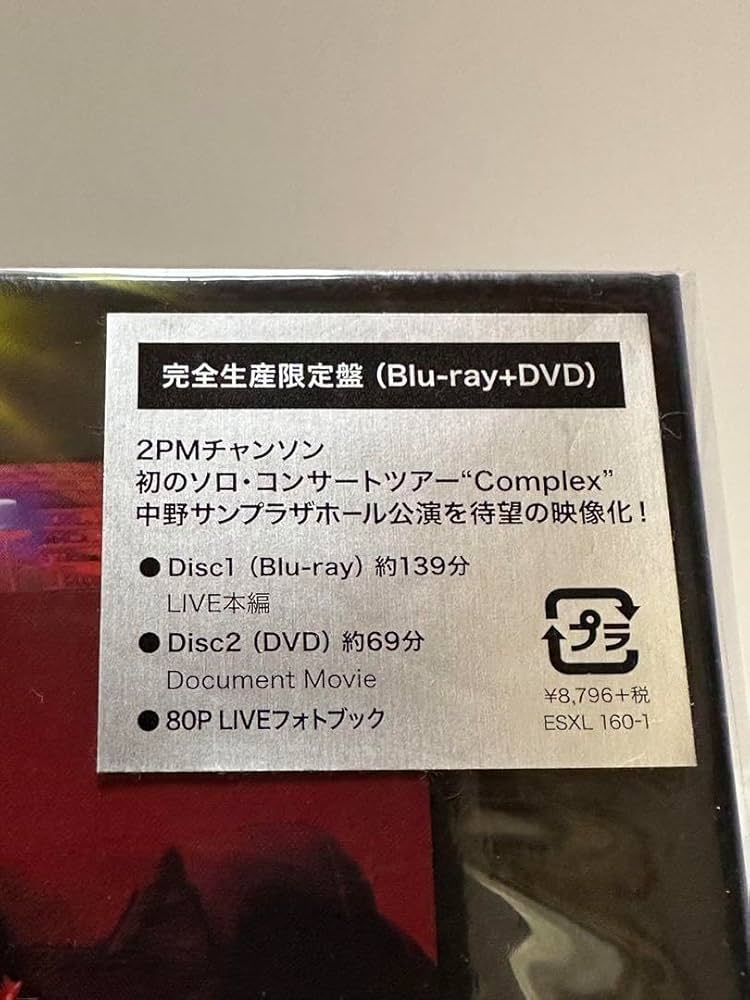 完全生産限定盤（Blu-ray+DVD）
2PMチャンソン
初のソロ・コンサートツアー“Complex”
中野サンプラザホール公演を待望の映像化！
● Disc1（Blu-ray）約139分
LIVE本編
● Disc2（DVD）約69分
Document Movie
● 80P LIVEフォトブック
プラ
¥8,796+税
ESXL 160-1